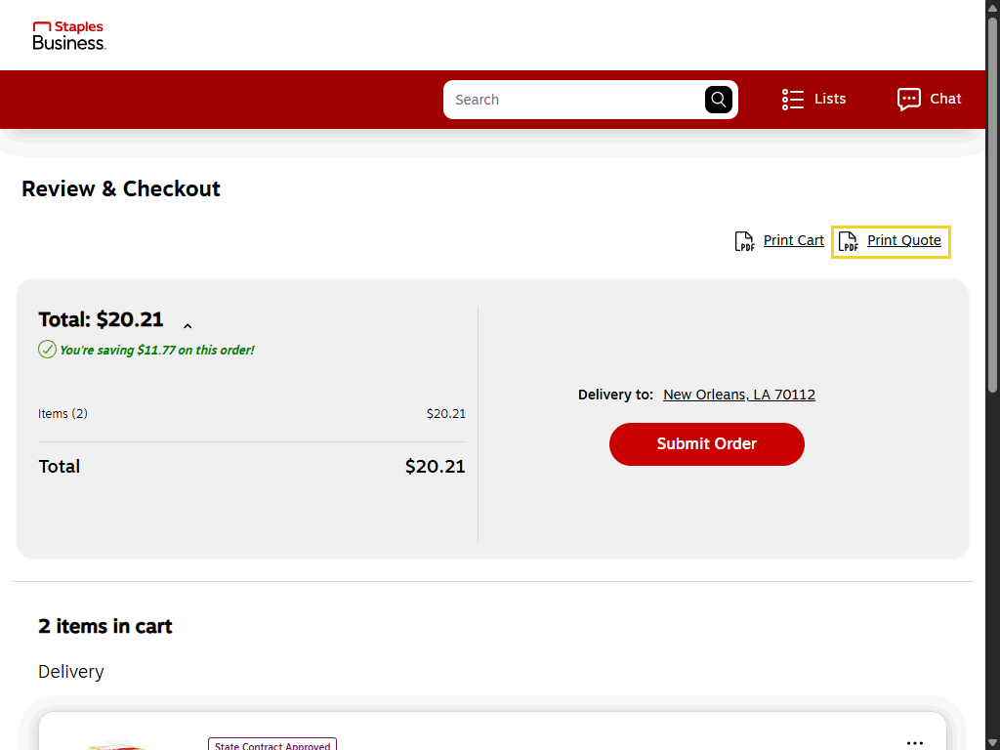 Staples
Business.
Search
Lists
Chat
Review & Checkout
Print Cart
Print Quote
Total: $20.21
You're saving $11.77 on this order!
Items (2) $20.21
Total $20.21
Delivery to: New Orleans, LA 70112
Submit Order
2 items in cart
Delivery
State Contract Approved